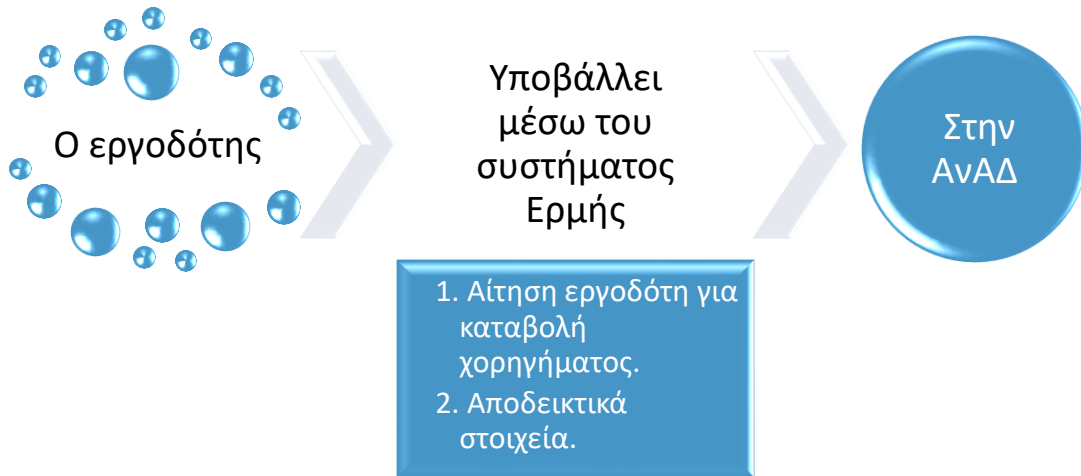 Ο εργοδότης
Υποβάλλει
μέσω του
συστήματος
Ερμής
Στην
ΑνΑΔ
1. Αίτηση εργοδότη για
καταβολή
χορηγήματος.
2. Αποδεικτικά
στοιχεία.